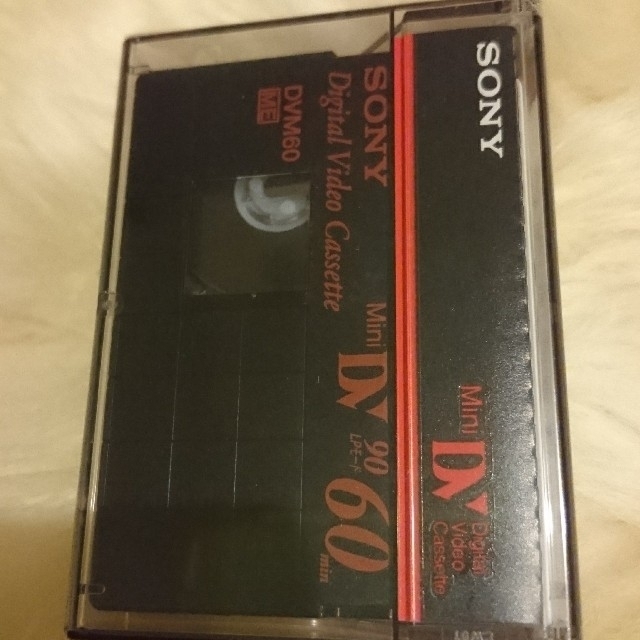 SONY
Mini DV Digital Video Cassette
SONY
Mini DV 90 LPモード 60 min
Digital Video Cassette
DVM60
ME